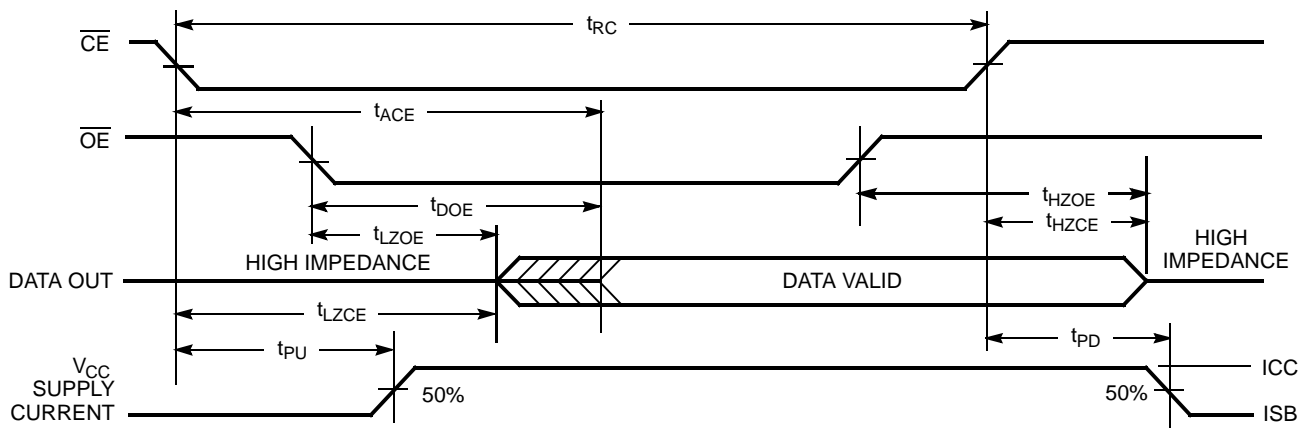 tRC
CE
tACE
OE
tDOE
tHZOE
tLZOE
tHZCE
HIGH IMPEDANCE
HIGH
IMPEDANCE
DATA OUT
DATA VALID
tLZCE
tPU
tPD
VCC
SUPPLY
CURRENT
50%
50%
ICC
ISB